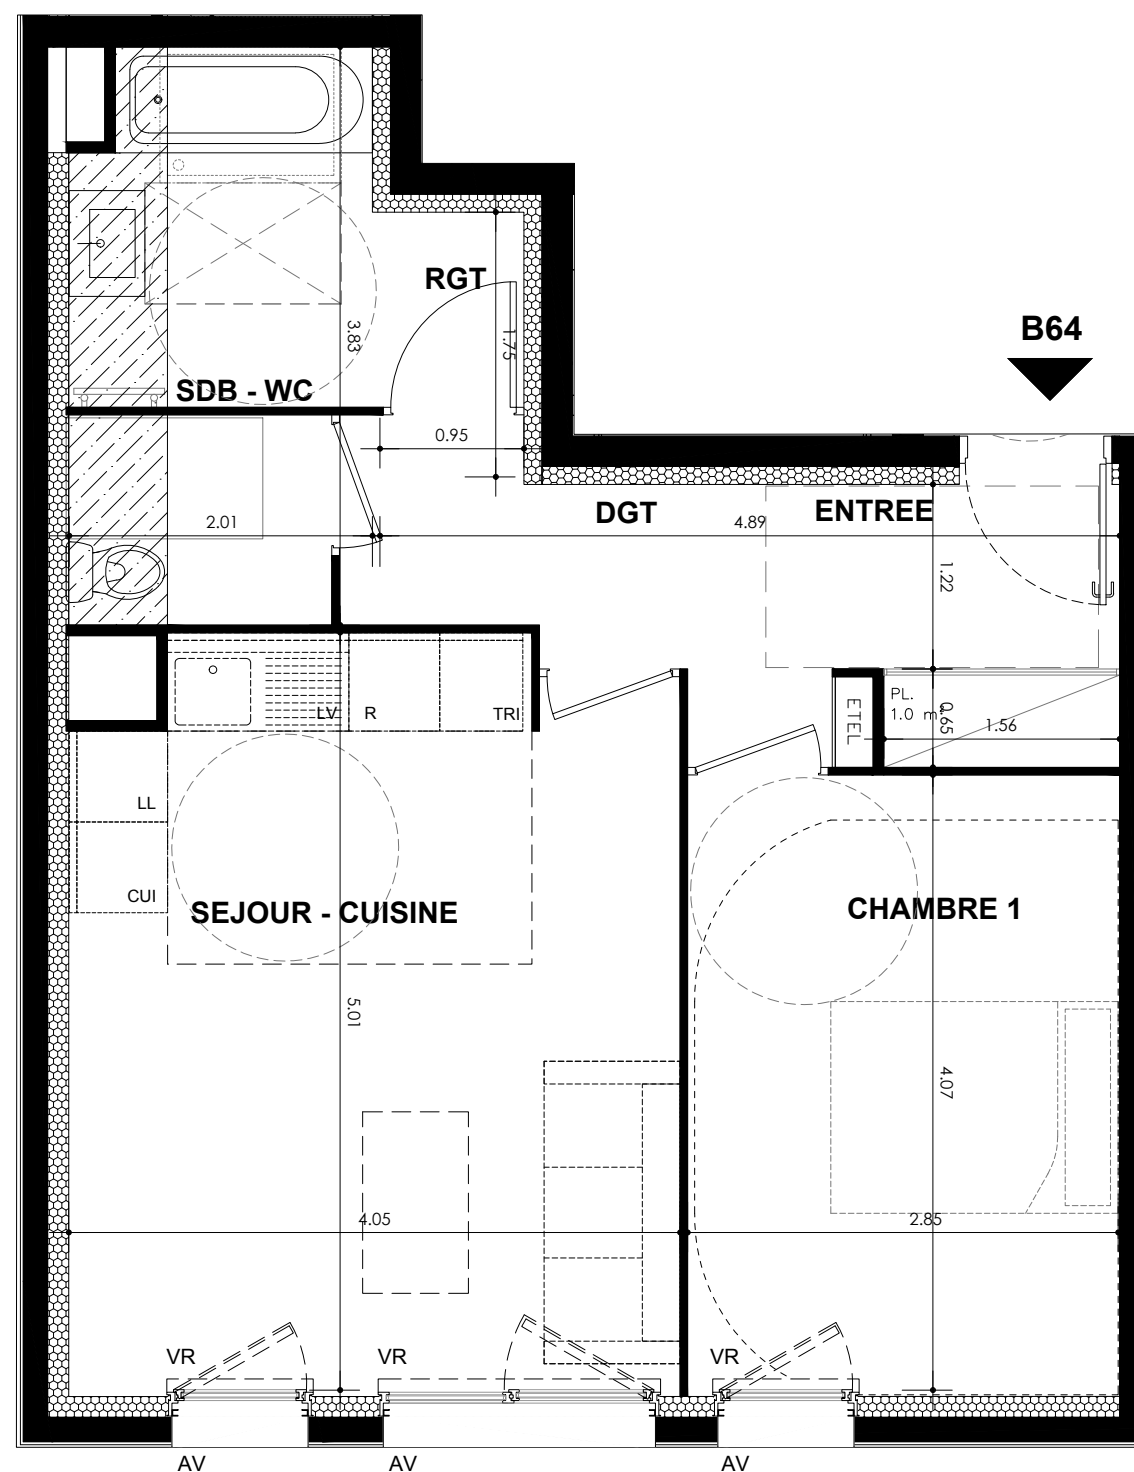 RGT
B64
3.83
1.75
SDB - WC
0.95
2.01
DGT
4.89
ENTREE
1.22
LV
R
TRI
ETEL
PL.
1.0 m²
0.65
1.56
LL
CUI
SEJOUR - CUISINE
CHAMBRE 1
5.01
4.07
4.05
2.85
VR
VR
VR
AV
AV
AV